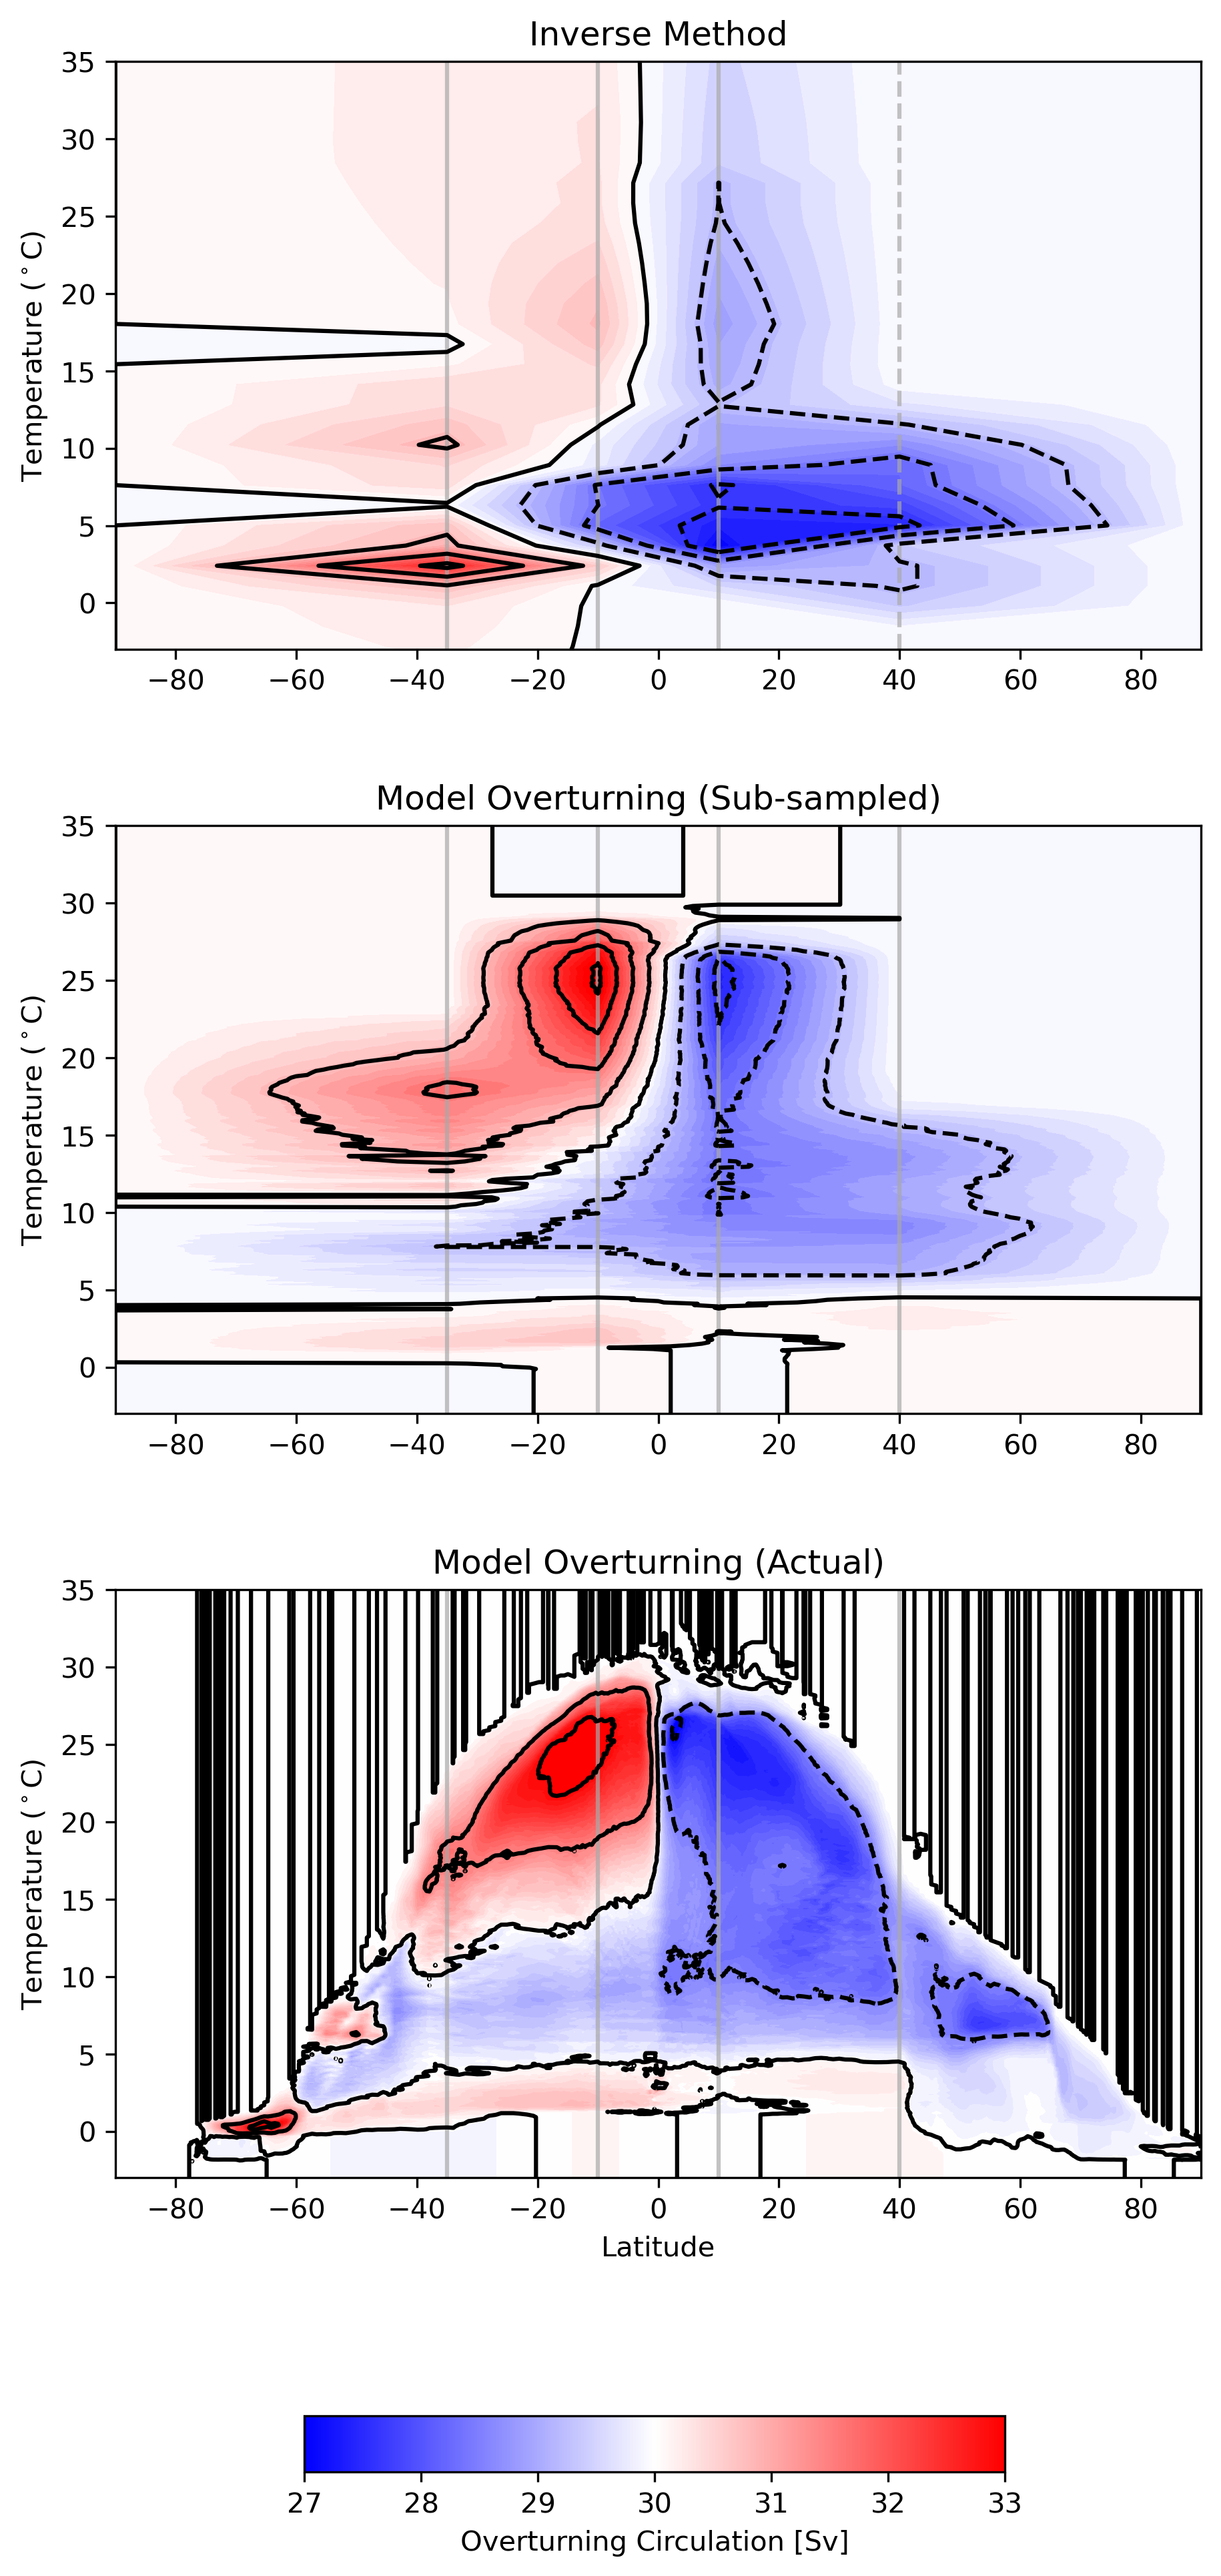 Inverse Method
35
30
25
20
15
10
5
0
Temperature (°C)
−80 −60 −40 −20 0 20 40 60 80
Model Overturning (Sub-sampled)
35
30
25
20
15
10
5
0
Temperature (°C)
−80 −60 −40 −20 0 20 40 60 80
Model Overturning (Actual)
35
30
25
20
15
10
5
0
Temperature (°C)
−80 −60 −40 −20 0 20 40 60 80
Latitude
27 28 29 30 31 32 33
Overturning Circulation [Sv]